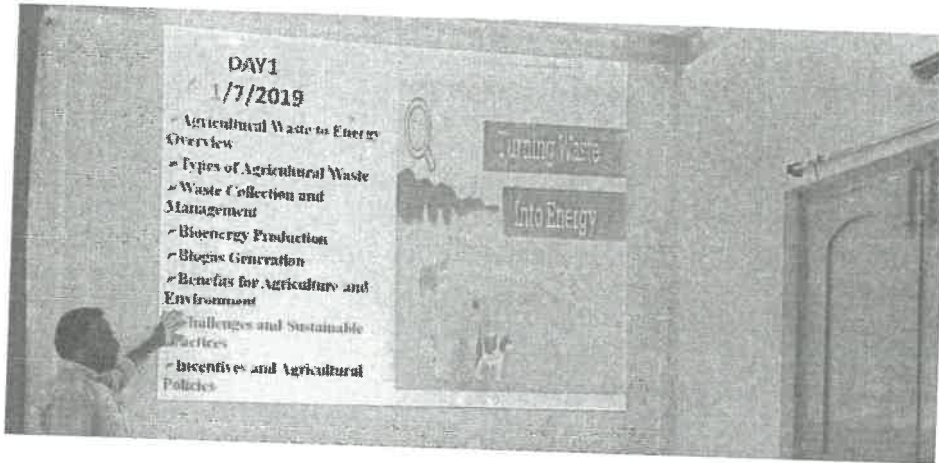 DAY1
1/7/2019
Agricultural Waste to Energy
Overview
Types of Agricultural Waste
Waste Collection and
Management
Bioenergy Production
Biogas Generation
Benefits for Agriculture and
Environment
Challenges and Sustainable
Practices
Incentives and Agricultural
Policies
Turning Waste
Into Energy